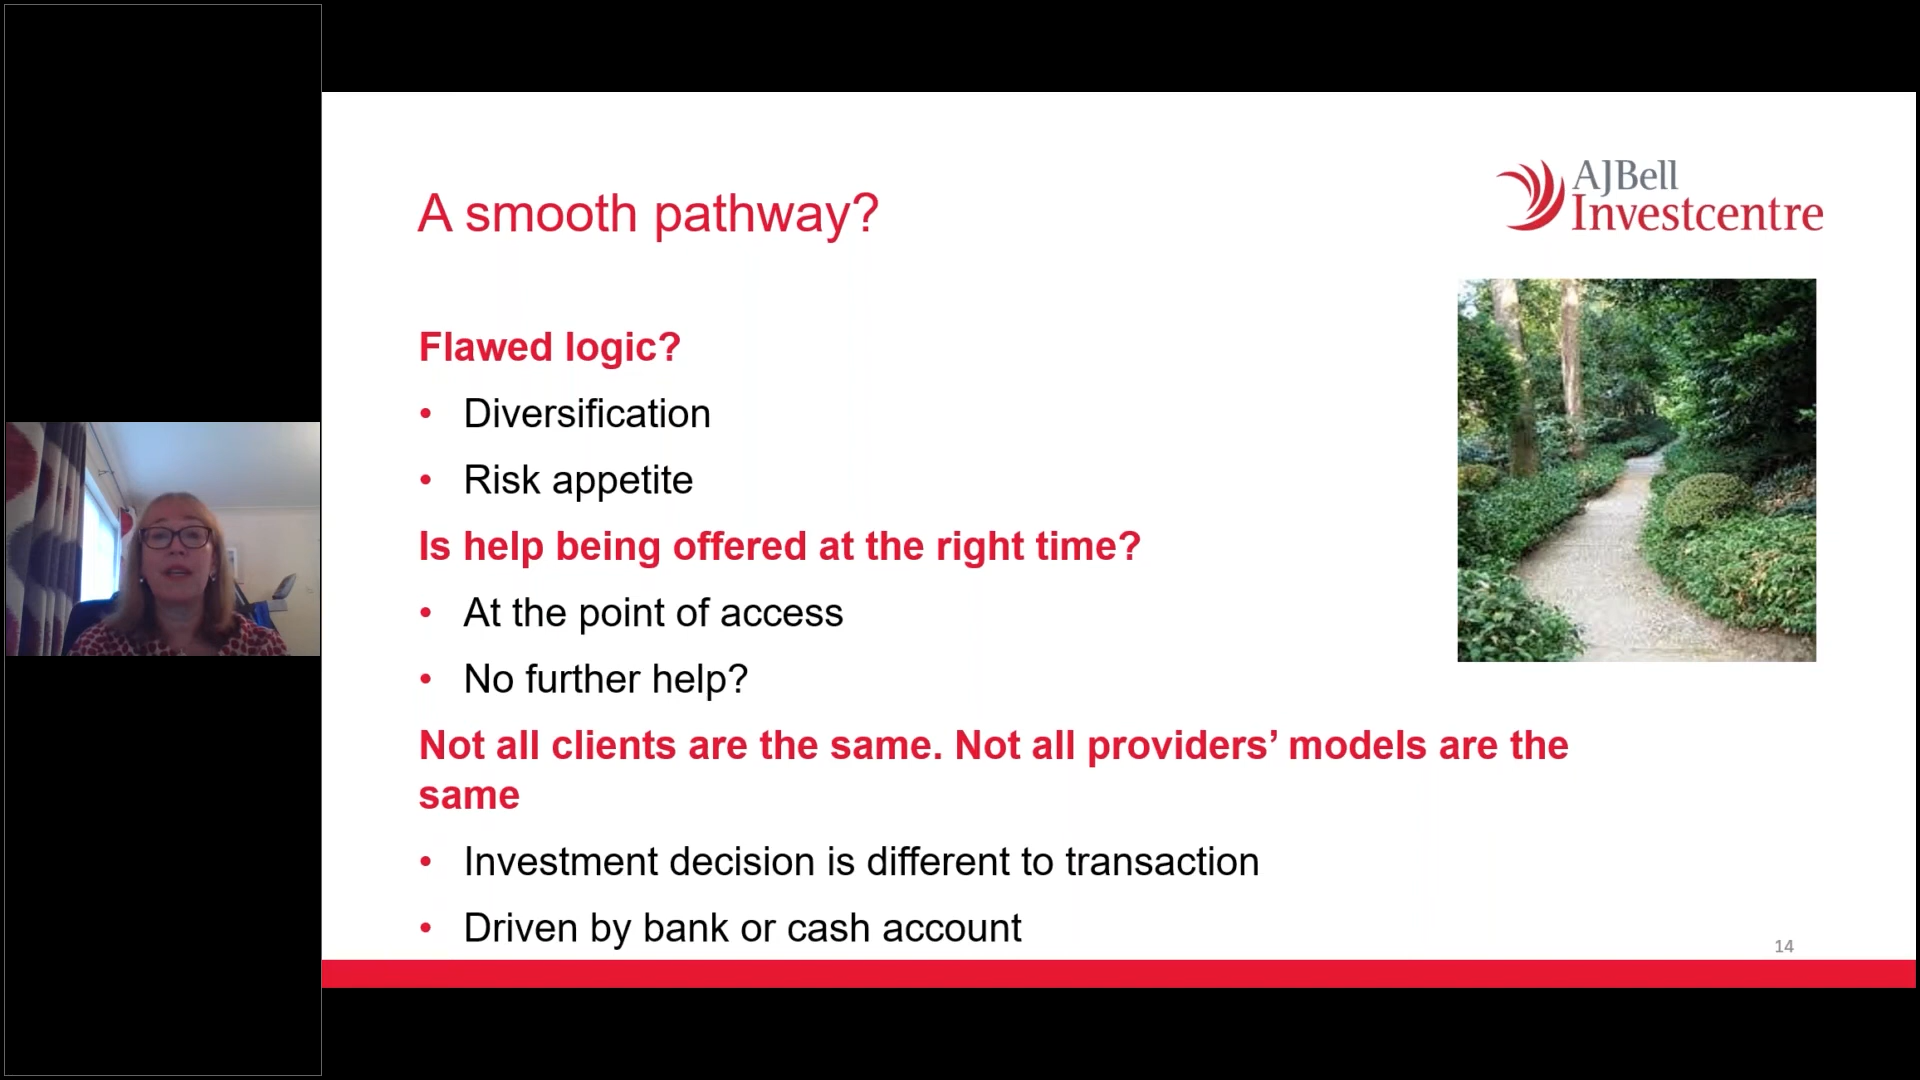 A smooth pathway?
AJBell
Investcentre
Flawed logic?
• Diversification
• Risk appetite
Is help being offered at the right time?
• At the point of access
• No further help?
Not all clients are the same. Not all providers’ models are the
same
• Investment decision is different to transaction
• Driven by bank or cash account
14